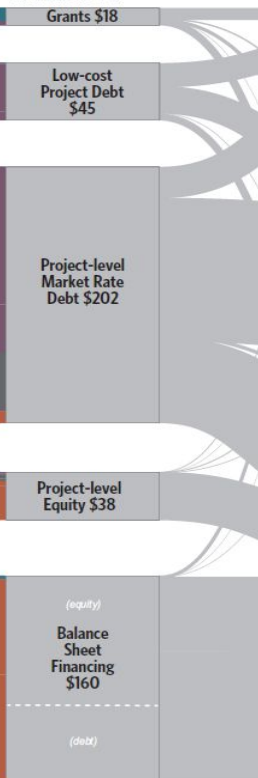 Grants $18
Low-cost
Project Debt
$45
Project-level
Market Rate
Debt $202
Project-level
Equity $38
(equity)
Balance
Sheet
Financing
$160
(debt)